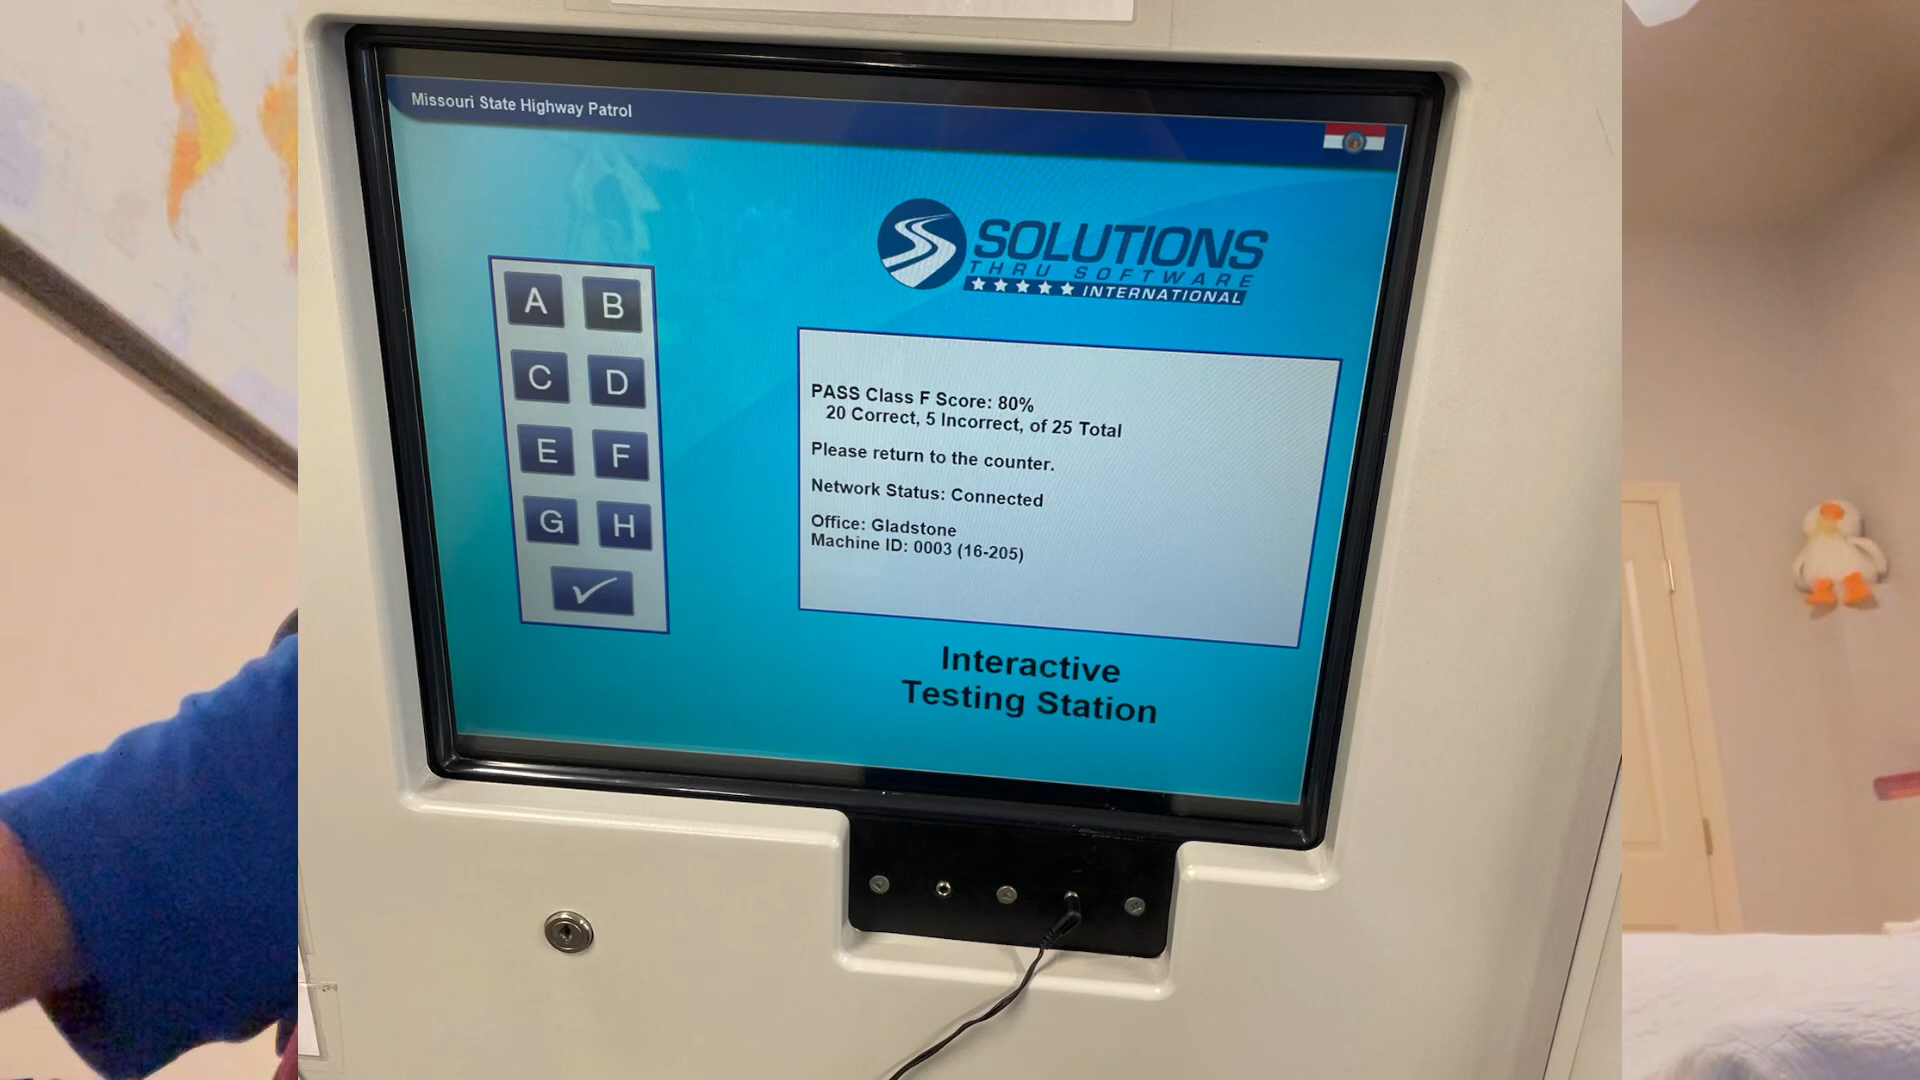 Missouri State Highway Patrol
SOLUTIONS
THRU SOFTWARE
INTERNATIONAL
A B
C D
E F
G H
PASS Class F Score: 80%
20 Correct, 5 Incorrect, of 25 Total
Please return to the counter.
Network Status: Connected
Office: Gladstone
Machine ID: 0003 (16-205)
Interactive
Testing Station